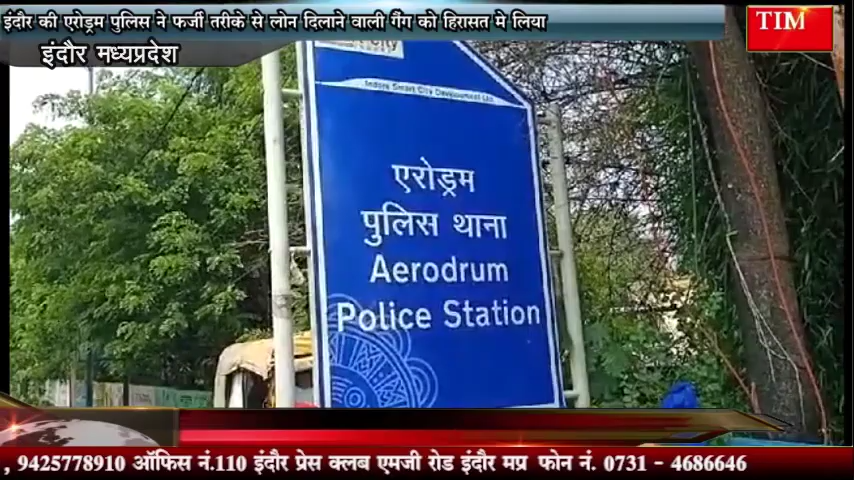 इंदौर की एरोड्रम पुलिस ने फर्जी तरीके से लोन दिलाने वाली गैंग को हिरासत मे लिया
TIM
इंदौर मध्यप्रदेश
City
Indore Smart City Development Ltd.
एरोड्रम
पुलिस थाना
Aerodrum
Police Station
, 9425778910 ऑफिस नं.110 इंदौर प्रेस क्लब एमजी रोड इंदौर मप्र फोन नं. 0731 - 4686646